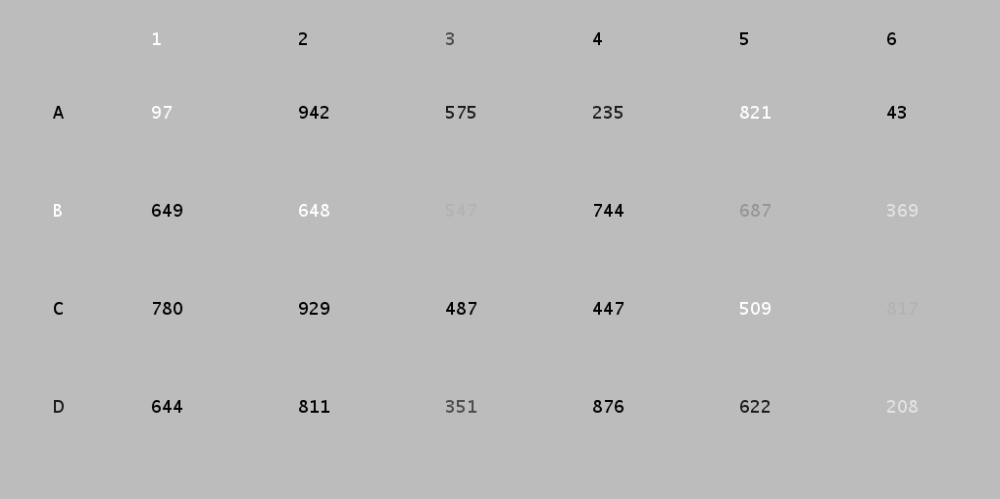 1 2 3 4 5 6
A 97 942 575 235 821 43
B 649 648 547 744 687 369
C 780 929 487 447 509 817
D 644 811 351 876 622 208